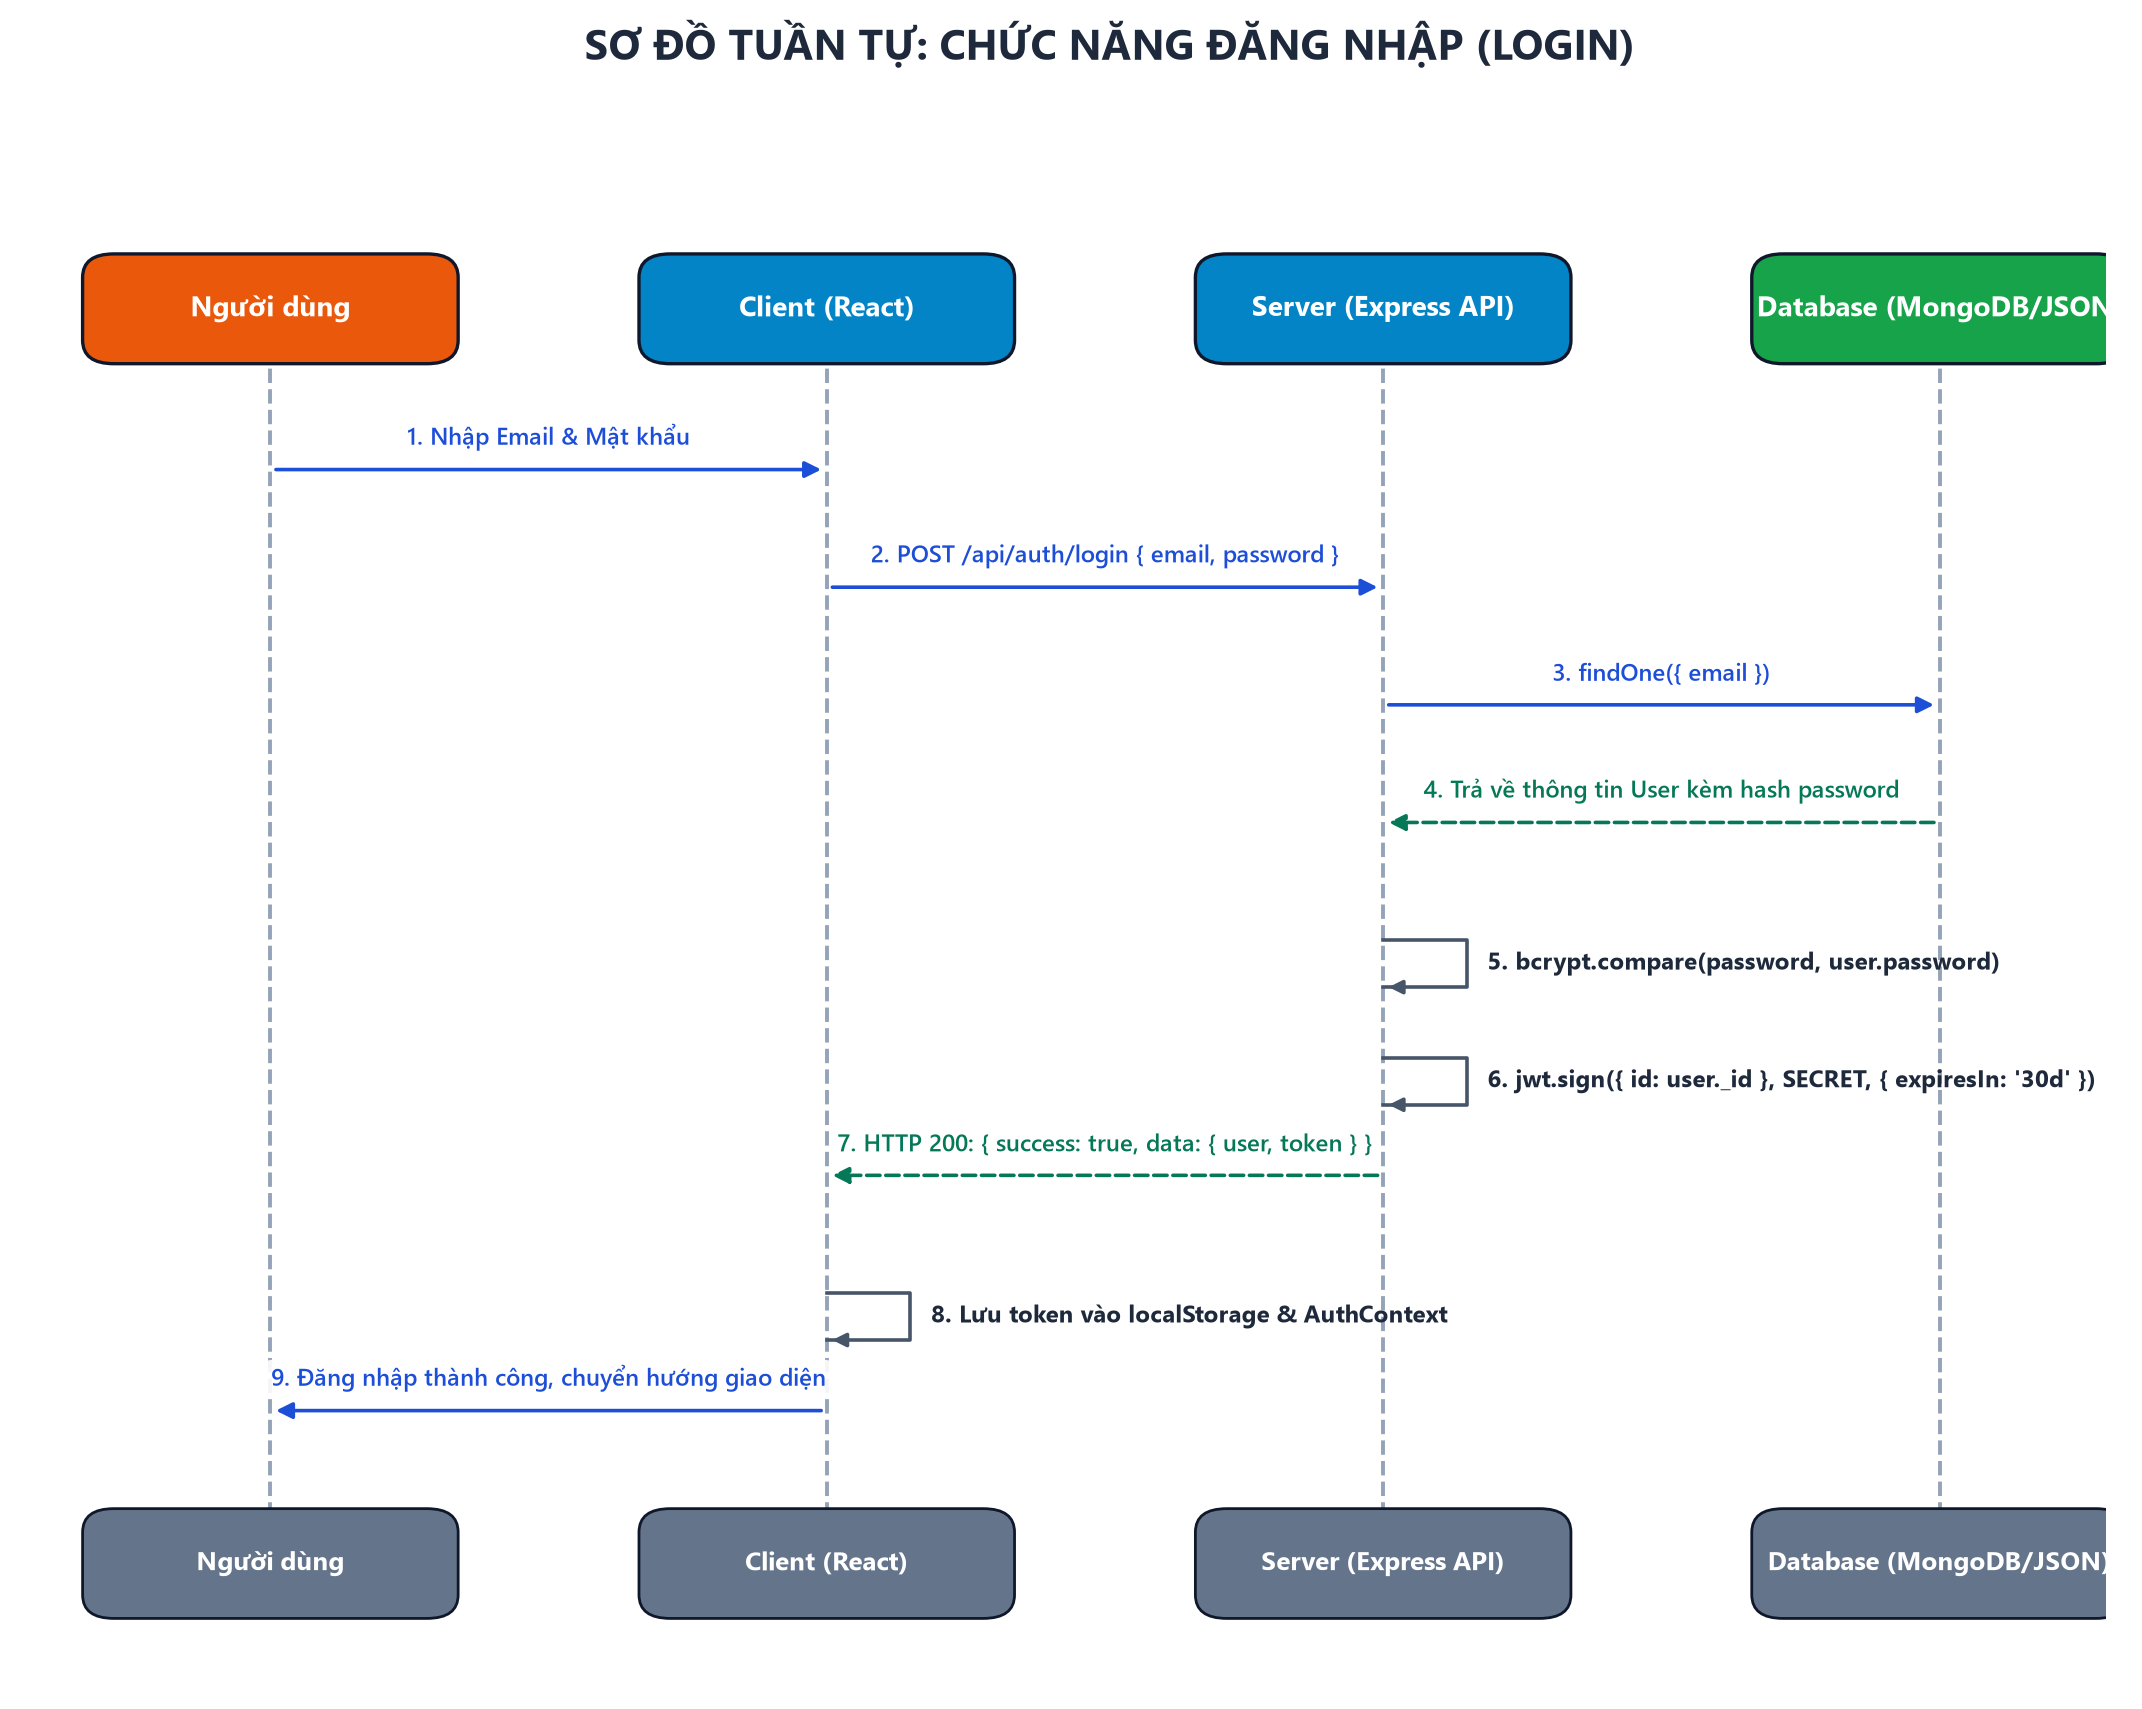 SƠ ĐỒ TUẦN TỰ: CHỨC NĂNG ĐĂNG NHẬP (LOGIN)
Người dùng
Client (React)
Server (Express API)
Database (MongoDB/JSON
1. Nhập Email & Mật khẩu
2. POST /api/auth/login { email, password }
3. findOne({ email })
4. Trả về thông tin User kèm hash password
5. bcrypt.compare(password, user.password)
6. jwt.sign({ id: user._id }, SECRET, { expiresIn: '30d' })
7. HTTP 200: { success: true, data: { user, token } }
8. Lưu token vào localStorage & AuthContext
9. Đăng nhập thành công, chuyển hướng giao diện
Người dùng
Client (React)
Server (Express API)
Database (MongoDB/JSON)